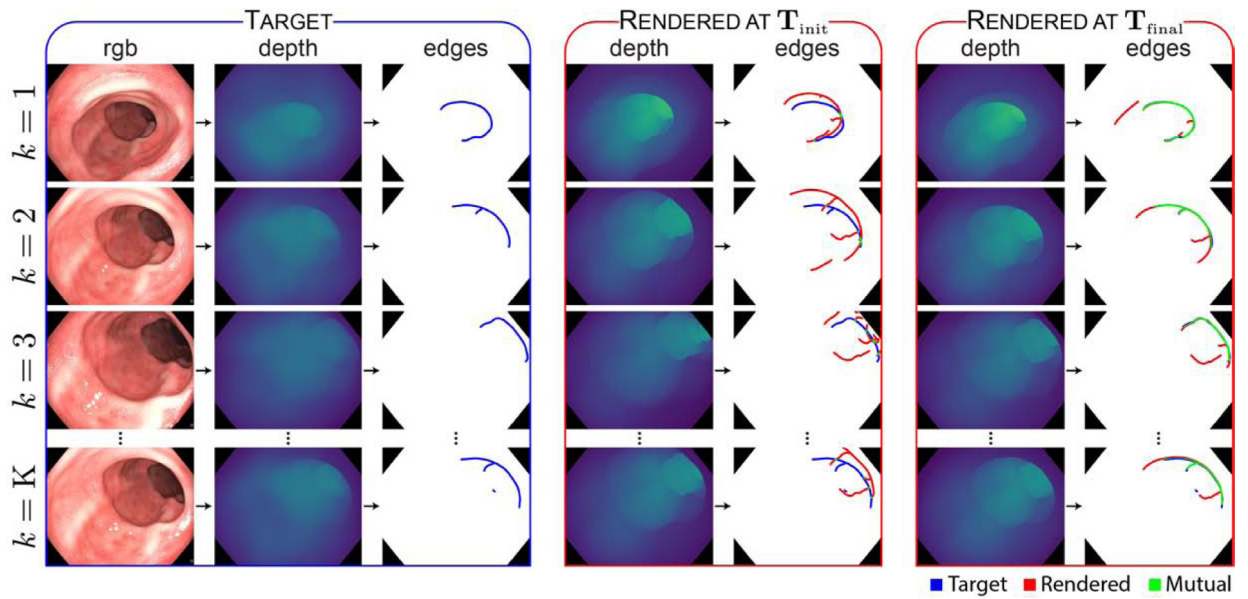 TARGET
RENDERED AT T_init
RENDERED AT T_final
rgb depth edges
depth edges
depth edges
k = 1
k = 2
k = 3
... ... ... ... ... ...
k = K
Target Rendered Mutual